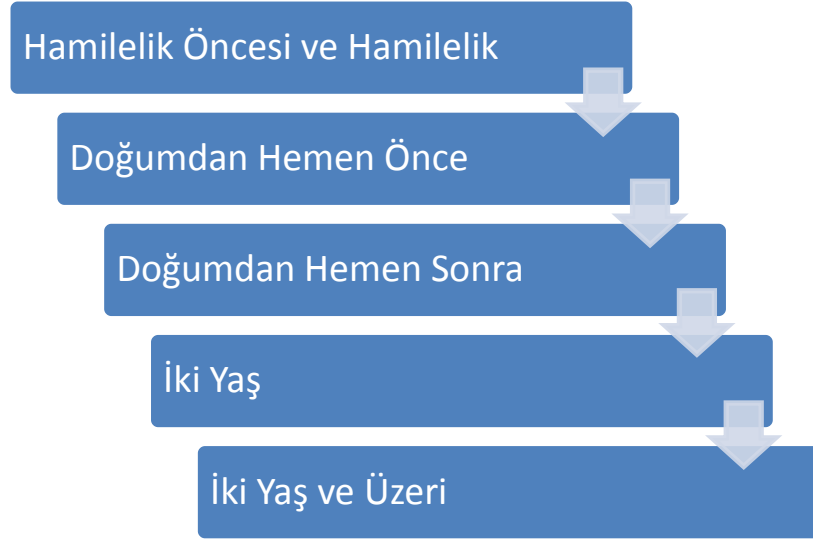 Hamilelik Öncesi ve Hamilelik
Doğumdan Hemen Önce
Doğumdan Hemen Sonra
İki Yaş
İki Yaş ve Üzeri